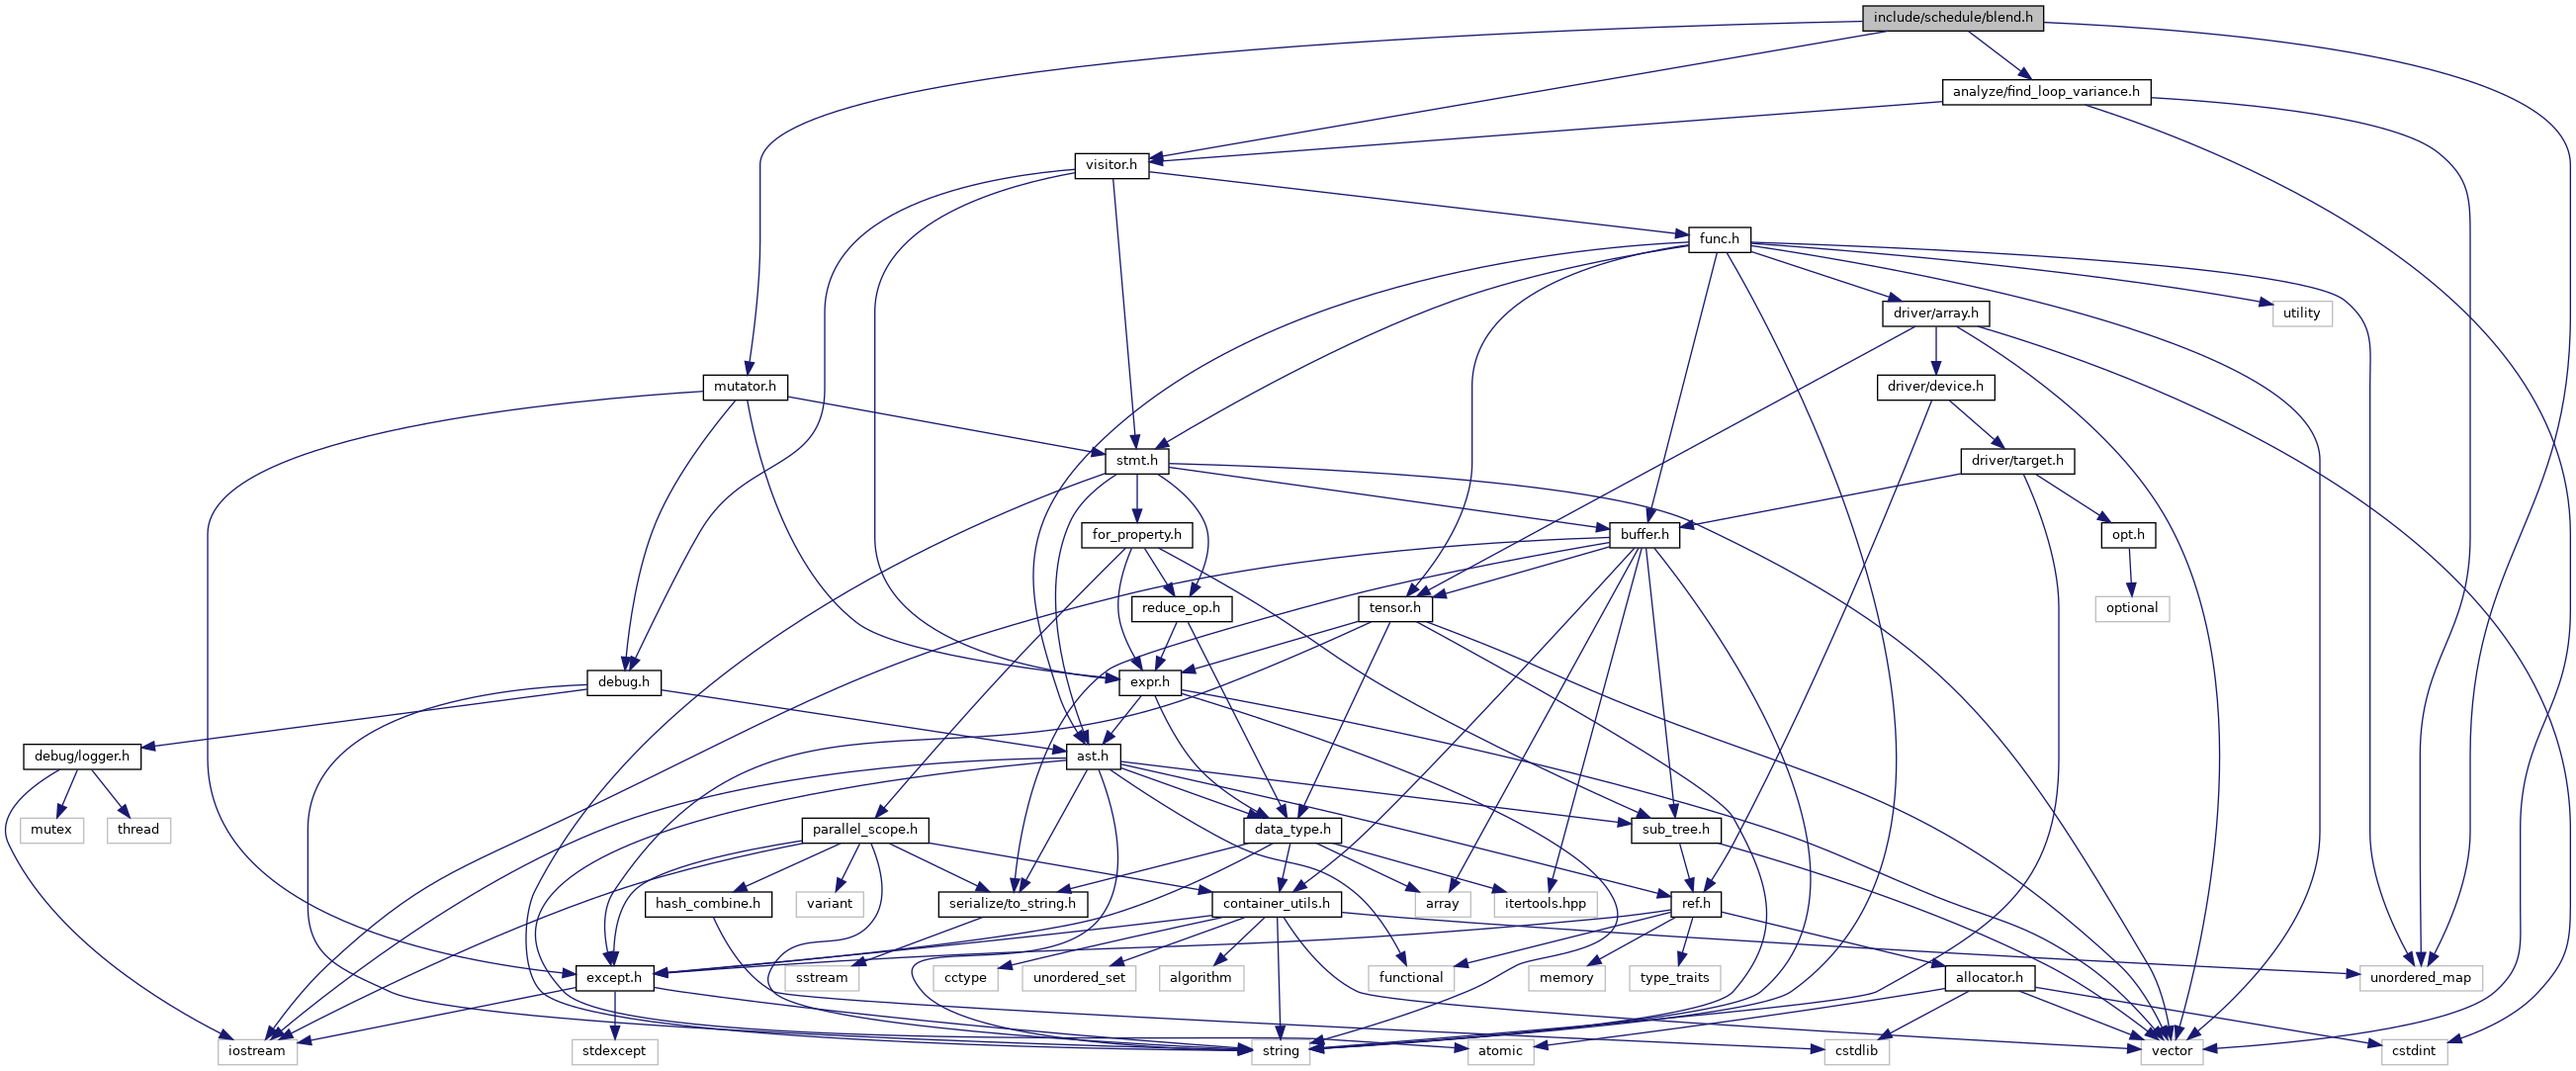 include/schedule/blend.h
analyze/find_loop_variance.h
visitor.h
func.h
driver/array.h
utility
mutator.h
driver/device.h
stmt.h
driver/target.h
for_property.h
buffer.h
opt.h
reduce_op.h
tensor.h
optional
debug.h
expr.h
debug/logger.h
ast.h
mutex
thread
parallel_scope.h
data_type.h
sub_tree.h
hash_combine.h
variant
serialize/to_string.h
container_utils.h
array
itertools.hpp
ref.h
except.h
sstream
cctype
unordered_set
algorithm
functional
memory
type_traits
allocator.h
unordered_map
iostream
stdexcept
string
atomic
cstdlib
vector
cstdint